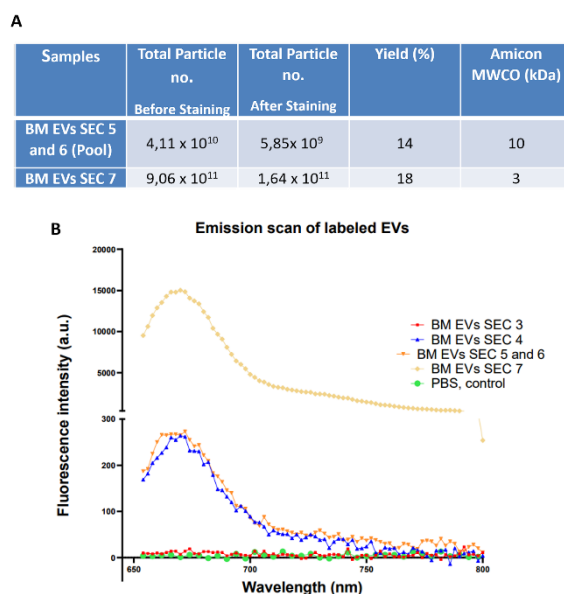 A
Samples Total Particle no. Before Staining Total Particle no. After Staining Yield (%) Amicon MWCO (kDa)
BM EVs SEC 5 and 6 (Pool) 4,11 x 10¹⁰ 5,85x 10⁹ 14 10
BM EVs SEC 7 9,06 x 10¹¹ 1,64 x 10¹¹ 18 3
B
Emission scan of labeled EVs
20000
15000
10000
5000
300
200
100
0
Fluorescence intensity (a.u.)
BM EVs SEC 3
BM EVs SEC 4
BM EVs SEC 5 and 6
BM EVs SEC 7
PBS, control
65 700 750 800
Wavelength (nm)